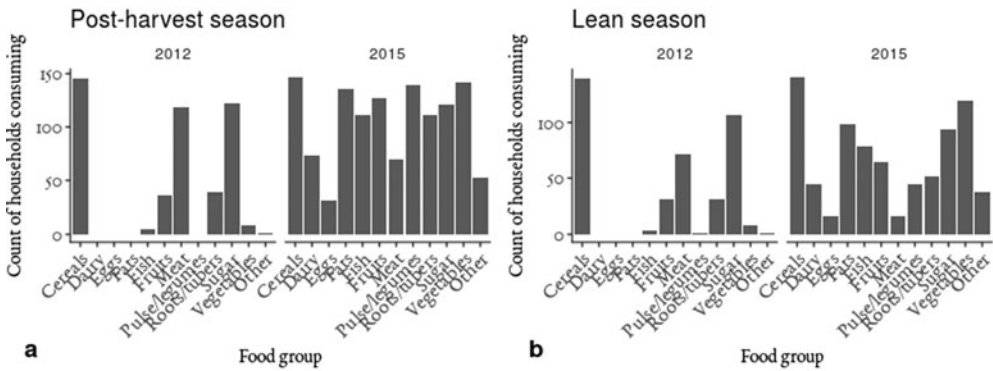 Post-harvest season
2012
2015
Count of households consuming
150
100
50
0
Cereals
Dairy
Eggs
Fats
Fish
Fruits
Meat
Pulse/legumes
Roots/tubers
Sugar
Vegetables
Other
Cereals
Dairy
Eggs
Fats
Fish
Fruits
Meat
Pulse/legumes
Roots/tubers
Sugar
Vegetables
Other
a
Food group
Lean season
2012
2015
Count of households consuming
100
50
0
Cereals
Dairy
Eggs
Fats
Fish
Fruits
Meat
Pulse/legumes
Roots/tubers
Sugar
Vegetables
Other
Cereals
Dairy
Eggs
Fats
Fish
Fruits
Meat
Pulse/legumes
Roots/tubers
Sugar
Vegetables
Other
b
Food group